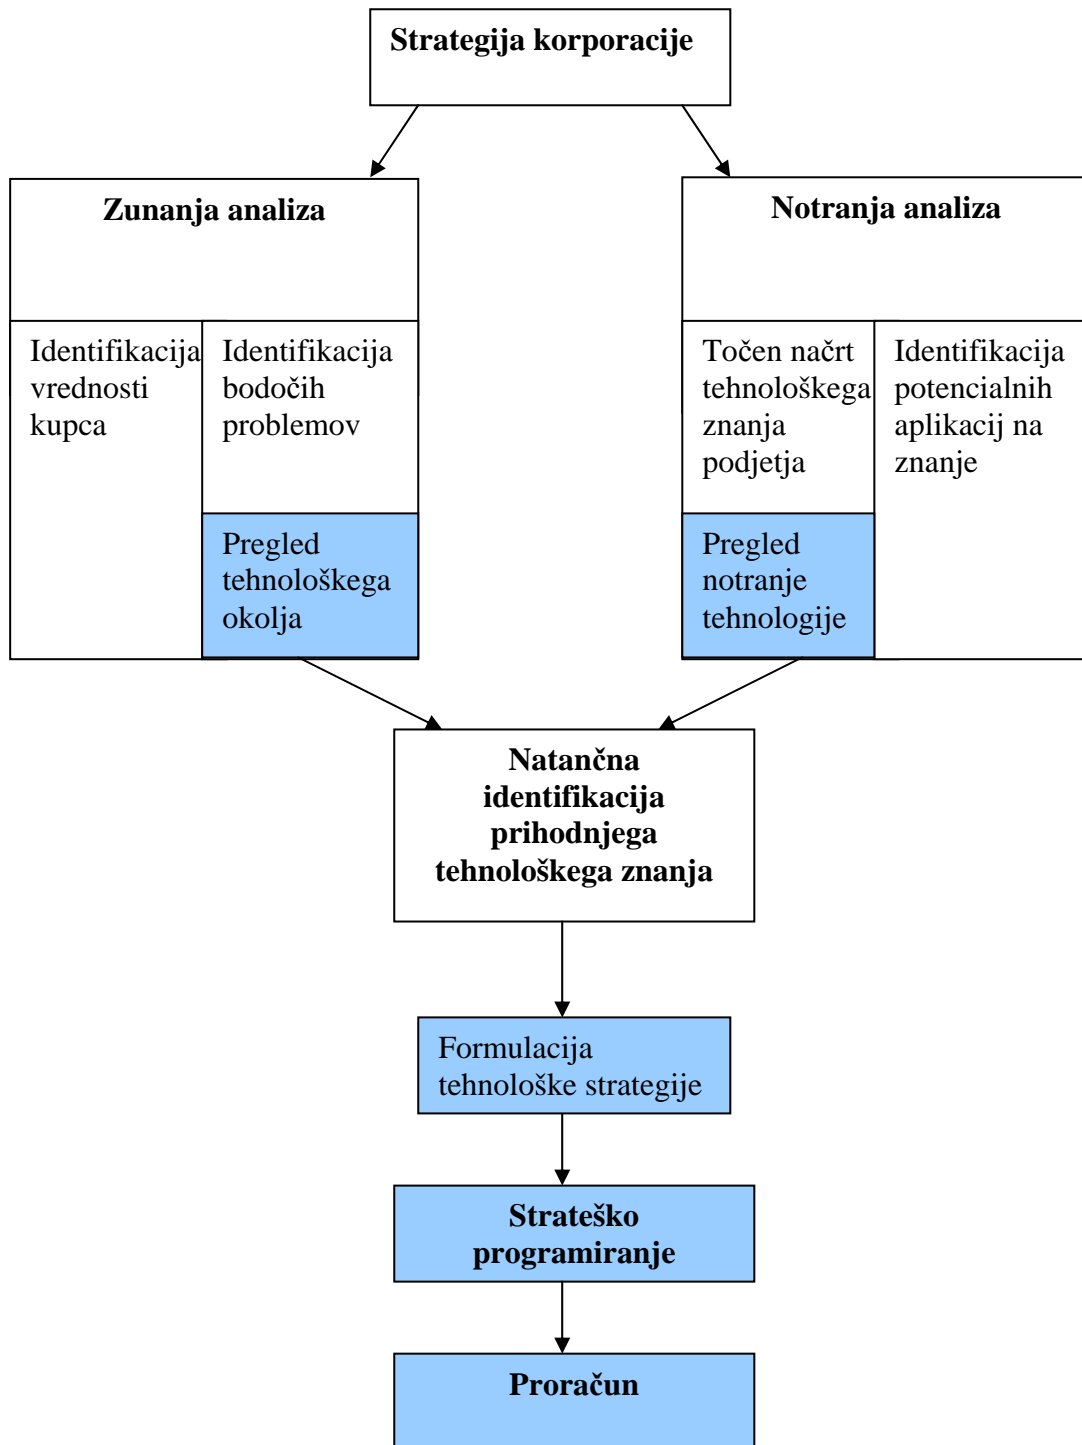 Strategija korporacije
Zunanja analiza
Identifikacija
vrednosti
kupca
Identifikacija
bodočih
problemov
Pregled
tehnološkega
okolja
Notranja analiza
Točen načrt
tehnološkega
znanja
podjetja
Pregled
notranje
tehnologije
Identifikacija
potencialnih
aplikacij na
znanje
Natančna
identifikacija
prihodnjega
tehnološkega znanja
Formulacija
tehnološke strategije
Strateško
programiranje
Proračun